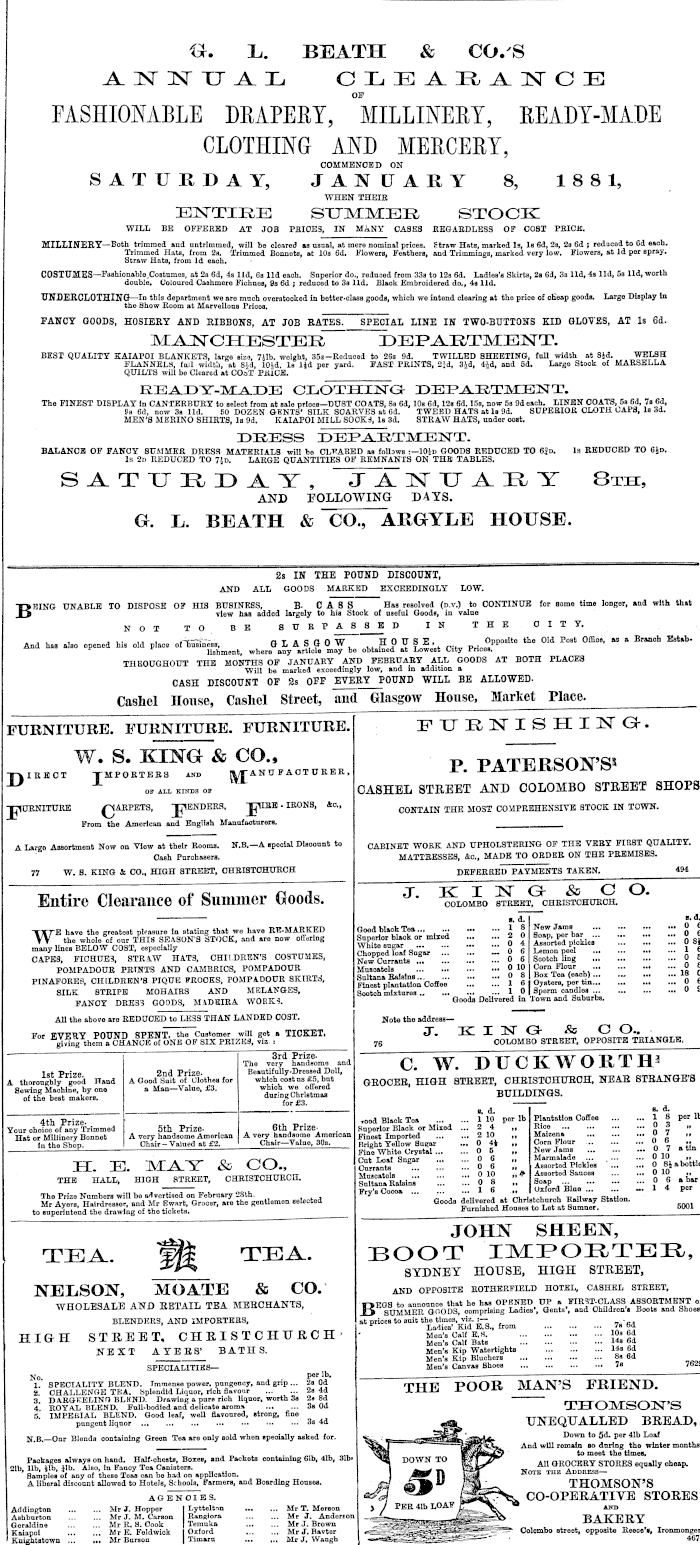 G. L. BEATH & CO.'S
ANNUAL CLEARANCE
OF
FASHIONABLE DRAPERY, MILLINERY, READY-MADE
CLOTHING AND MERCERY,
COMMENCED ON
SATURDAY, JANUARY 8, 1881,
WHEN THEIR
ENTIRE SUMMER STOCK
WILL BE OFFERED AT JOB PRICES, IN MANY CASES REGARDLESS OF COST PRICE.
MILLINERY—Both trimmed and untrimmed, will be cleared as usual, at mere nominal prices. Straw Hats, marked 1s, 1s 6d, 2s, 2s 6d; reduced to 6d each.
Trimmed Hats, from 2s. Trimmed Bonnets, at 10s 6d. Flowers, Feathers, and Trimmings, marked very low. Flowers, at 1d per spray.
Straw Hats, from 1d each.
COSTUMES—Fashionable Costumes, at 2s 6d, 4s 11d, 6s 11d each. Superior do., reduced from 33s to 12s 6d. Ladies's Skirts, 2s 6d, 3s 11d, 4s 11d, 5s 11d, worth
double. Coloured Cashmere Fichues, 9s 6d; reduced to 3s 11d. Black Embroidered do., 4s 11d.
UNDERCLOTHING—In this department we are much overstocked in better-class goods, which we intend clearing at the price of cheap goods. Large Display in
the Show Room at Marvellous Prices.
FANCY GOODS, HOSIERY AND RIBBONS, AT JOB RATES. SPECIAL LINE IN TWO-BUTTONS KID GLOVES, AT 1s 6d.
MANCHESTER DEPARTMENT.
BEST QUALITY KAIAPOI BLANKETS, large size, 7½lb. weight, 35s—Reduced to 26s 9d. TWILLED SHEETING, full width at 8½d. WELSH
FLANNELS, full width, at 8½d, 10½d, 1s 1½d per yard. FAST PRINTS, 2½d, 3½d, 4½d, and 5d. Large Stock of MARSELLA
QUILTS will be Cleared at COST PRICE.
READY-MADE CLOTHING DEPARTMENT.
The FINEST DISPLAY in CANTERBURY to select from at sale prices—DUST COATS, 8s 6d, 10s 6d, 12s 6d, 15s, now 5s 9d each. LINEN COATS, 5s 6d, 7s 6d,
9s 6d, now 3s 11d. 50 DOZEN GENTS' SILK SCARVES at 6d. TWEED HATS at 1s 9d. SUPERIOR CLOTH CAPS, 1s 3d.
MEN'S MERINO SHIRTS, 1s 9d. KAIAPOI MILL SOCKS, 1s 3d. STRAW HATS, under cost.
DRESS DEPARTMENT.
BALANCE OF FANCY SUMMER DRESS MATERIALS will be CLEARED as follows:—10½D GOODS REDUCED TO 6¾D. 1s REDUCED TO 6½D.
1s 2D REDUCED TO 7½D. LARGE QUANTITIES OF REMNANTS ON THE TABLES.
SATURDAY, JANUARY 8TH,
AND FOLLOWING DAYS.
G. L. BEATH & CO., ARGYLE HOUSE.
2s IN THE POUND DISCOUNT,
AND ALL GOODS MARKED EXCEEDINGLY LOW.
BEING UNABLE TO DISPOSE OF HIS BUSINESS, B. CASS Has resolved (D.V.) to CONTINUE for some time longer, and with that
view has added largely to his Stock of useful Goods, in value
NOT TO BE SURPASSED IN THE CITY.
And has also opened his old place of business, GLASGOW HOUSE, Opposite the Old Post Office, as a Branch Estab-
lishment, where any article may be obtained at Lowest City Prices.
THROUGHOUT THE MONTHS OF JANUARY AND FEBRUARY ALL GOODS AT BOTH PLACES
Will be marked exceedingly low, and in addition a
CASH DISCOUNT OF 2s OFF EVERY POUND WILL BE ALLOWED.
Cashel House, Cashel Street, and Glasgow House, Market Place.
FURNITURE. FURNITURE. FURNITURE.
W. S. KING & CO.,
DIRECT IMPORTERS AND MANUFACTURER,
OF ALL KINDS OF
FURNITURE CARPETS, FENDERS, FIRE-IRONS, &c.,
From the American and English Manufacturers.
A Large Assortment Now on View at their Rooms. N.B.—A special Discount to
Cash Purchasers.
77 W. S. KING & CO., HIGH STREET, CHRISTCHURCH
Entire Clearance of Summer Goods.
WE have the greatest pleasure in stating that we have RE-MARKED
the whole of our THIS SEASON'S STOCK, and are now offering
many lines BELOW COST, especially
CAPES, FICHUES, STRAW HATS, CHILDREN'S COSTUMES,
POMPADOUR PRINTS AND CAMBRICS, POMPADOUR
PINAFORES, CHILDREN'S PIQUE FROCKS, POMPADOUR SKIRTS,
SILK STRIPE MOHAIRS AND MELANGES,
FANCY DRESS GOODS, MADEIRA WORKS.
All the above are REDUCED to LESS THAN LANDED COST.
For EVERY POUND SPENT, the Customer will get a TICKET,
giving them a CHANCE of ONE OF SIX PRIZES, viz:
1st Prize.
A thoroughly good Hand
Sewing Machine, by one
of the best makers.
2nd Prize.
A Good Suit of Clothes for
a Man—Value, £3.
3rd Prize.
The very handsome and
Beautifully-Dressed Doll,
which cost us £5, but
which we offered
during Christmas
for £3.
4th Prize.
Your choice of any Trimmed
Hat or Millinery Bonnet
in the Shop.
5th Prize.
A very handsome American
Chair—Valued at £2.
6th Prize.
A very handsome American
Chair—Value, 30s.
H. E. MAY & CO.,
THE HALL, HIGH STREET, CHRISTCHURCH.
The Prize Numbers will be advertised on February 28th.
Mr Ayers, Hairdresser, and Mr Ewart, Grocer, are the gentlemen selected
to superintend the drawing of the tickets.
TEA. TEA.
NELSON, MOATE & CO.
WHOLESALE AND RETAIL TEA MERCHANTS,
BLENDERS, AND IMPORTERS,
HIGH STREET, CHRISTCHURCH
NEXT AYERS' BATHS.
SPECIALITIES—
No. per lb,
1. SPECIALITY BLEND. Immense power, pungency, and grip ... 2s 0d
2. CHALLENGE TEA. Splendid Liquor, rich flavour ... 2s 4d
3. DARGEELING BLEND. Drawing a pure rich liquor, worth 3s 2s 8d
4. ROYAL BLEND. Full-bodied and delicate aroma ... 3s 0d
5. IMPERIAL BLEND. Good leaf, well flavoured, strong, fine
pungent liquor ... 3s 4d
N.B.—Our Blends containing Green Tea are only sold when specially asked for.
Packages always on hand. Half-chests, Boxes, and Packets containing 6lb, 4lb, 3lb
2lb, 1lb, ½lb, ¼lb. Also, in Fancy Tea Canisters.
Samples of any of these Teas can be had on application.
A liberal discount allowed to Hotels, Schools, Farmers, and Boarding Houses.
AGENCIES.
Addington ... Mr J. Hopper Lyttelton ... Mr T. Merson
Ashburton ... Mr J. M. Carson Rangiora ... Mr J. Anderson
Geraldine ... Mr R. S. Cook Temuka ... Mr J. Brown
Kaiapoi ... Mr E. Feldwick Oxford ... Mr J. Baxter
Knightstown ... Mr Burson Timaru ... Mr J. Waugh
FURNISHING.
P. PATERSON'S
CASHEL STREET AND COLOMBO STREET SHOPS
CONTAIN THE MOST COMPREHENSIVE STOCK IN TOWN.
CABINET WORK AND UPHOLSTERING OF THE VERY FIRST QUALITY.
MATTRESSES, &c., MADE TO ORDER ON THE PREMISES.
DEFERRED PAYMENTS TAKEN. 494
J. KING & CO.
COLOMBO STREET, CHRISTCHURCH.
s. d. s. d.
Good black Tea ... 1 8 New Jams ... 0 6
Superior black or mixed 2 0 Soap, per bar ... 0 6
White sugar ... 0 4 Assorted pickles ... 0 8½
Chopped loaf Sugar ... 0 6 Lemon peel ... 1 6
New Currants ... 0 6 Scotch ling ... 0 5
Muscatels ... 0 10 Corn Flour ... 0 6
Sultana Raisins ... 0 8 Box Tea (each) ... 18 0
Finest plantation Coffee 1 6 Oysters, per tin ... 0 6
Scotch mixtures .. 1 0 Sperm candles ... 0 9
Goods Delivered in Town and Suburbs.
Note the address—
J. KING & CO.,
76 COLOMBO STREET, OPPOSITE TRIANGLE.
C. W. DUCKWORTH
GROCER, HIGH STREET, CHRISTCHURCH, NEAR STRANGE'S
BUILDINGS.
s. d. s. d.
Good Black Tea ... 1 10 per lb Plantation Coffee ... 1 8 per lb
Superior Black or Mixed ... 2 4 " Rice ... 0 3 "
Finest Imported ... 2 10 " Maizena ... 0 7 "
Bright Yellow Sugar ... 0 4½ " Corn Flour ... 0 6 "
Fine White Crystal ... 0 5 " New Jams ... 0 7 a tin
Cut Loaf Sugar ... 0 6 " Marmalade ... 0 10 "
Currants ... 0 6 " Assorted Pickles ... 0 8½ a bottle
Muscatels ... 0 10 " Assorted Sauces ... 0 10 "
Sultana Raisins ... 0 8 " Soap ... 0 6 a bar
Fry's Cocoa ... 1 6 " Oxford Blue ... 1 4 per
Goods delivered at Christchurch Railway Station.
Furnished Houses to Let at Sumner. 5001
JOHN SHEEN,
BOOT IMPORTER,
SYDNEY HOUSE, HIGH STREET,
AND OPPOSITE ROTHERFIELD HOTEL, CASHEL STREET,
BEGS to announce that he has OPENED UP a FIRST-CLASS ASSORTMENT o
SUMMER GOODS, comprising Ladies', Gents', and Children's Boots and Shoes
at prices to suit the times, viz.:—
Ladies' Kid E.S., from ... 7s 6d
Men's Calf E.S. ... 10s 6d
Men's Calf Bals ... 14s 6d
Men's Kip Watertights ... 16s 6d
Men's Kip Bluchers ... 8s 6d
Men's Canvas Shoes ... 7s 762
THE POOR MAN'S FRIEND.
THOMSON'S
UNEQUALLED BREAD,
Down to 5d. per 4lb Loaf
And will remain so during the winter months
to meet the times.
All GROCERY STORES equally cheap.
NOTE THE ADDRESS—
THOMSON'S
CO-OPERATIVE STORES
AND
BAKERY
Colombo street, opposite Reece's, Ironmonger
467
DOWN TO
5D
PER 4lb LOAF